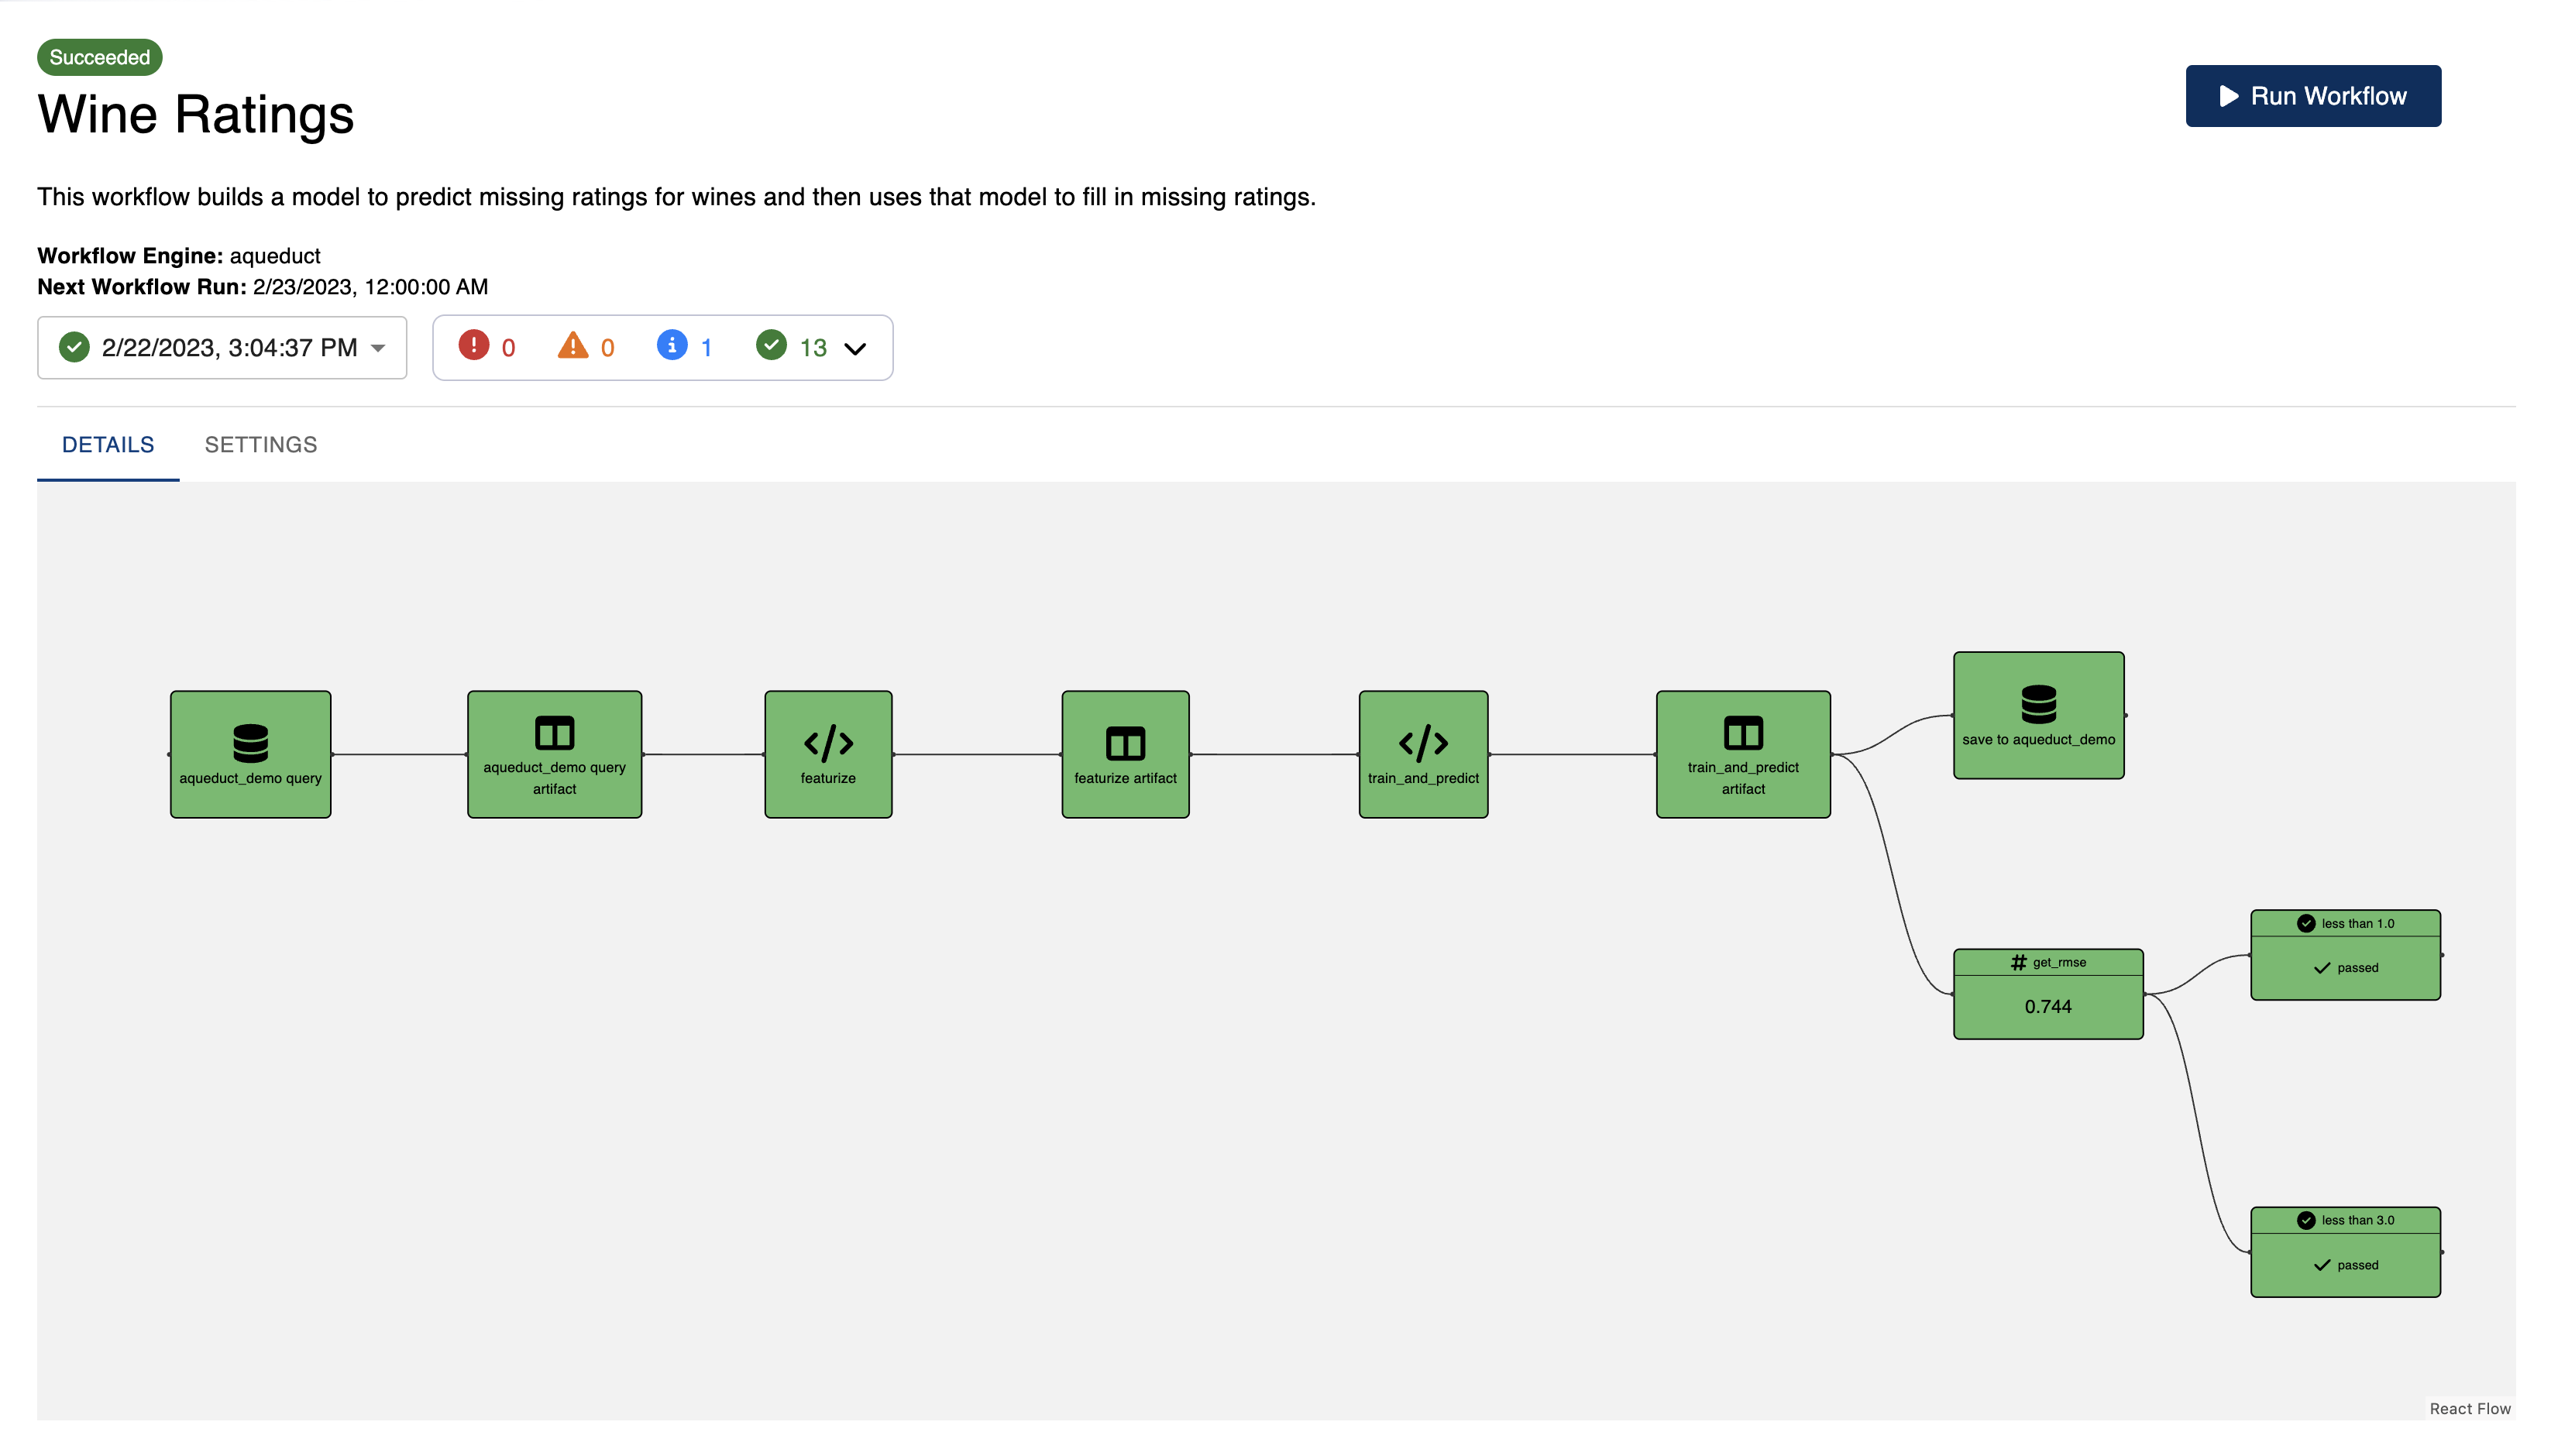 Succeeded
Wine Ratings
Run Workflow
This workflow builds a model to predict missing ratings for wines and then uses that model to fill in missing ratings.
Workflow Engine: aqueduct
Next Workflow Run: 2/23/2023, 12:00:00 AM
2/22/2023, 3:04:37 PM
0
0
1
13
DETAILS
SETTINGS
aqueduct_demo query
aqueduct_demo query
artifact
featurize
featurize artifact
train_and_predict
train_and_predict
artifact
save to aqueduct_demo
# get_rmse
0.744
less than 1.0
passed
less than 3.0
passed
React Flow